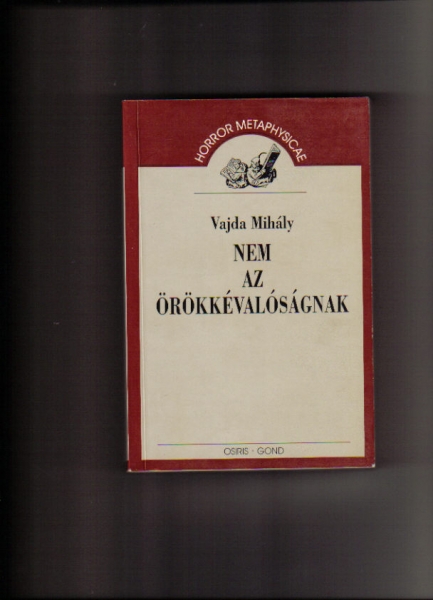 HORROR METAPHYSICAE
Vajda Mihály
NEM
AZ
ÖRÖKKÉVALÓSÁGNAK
OSIRIS · GOND